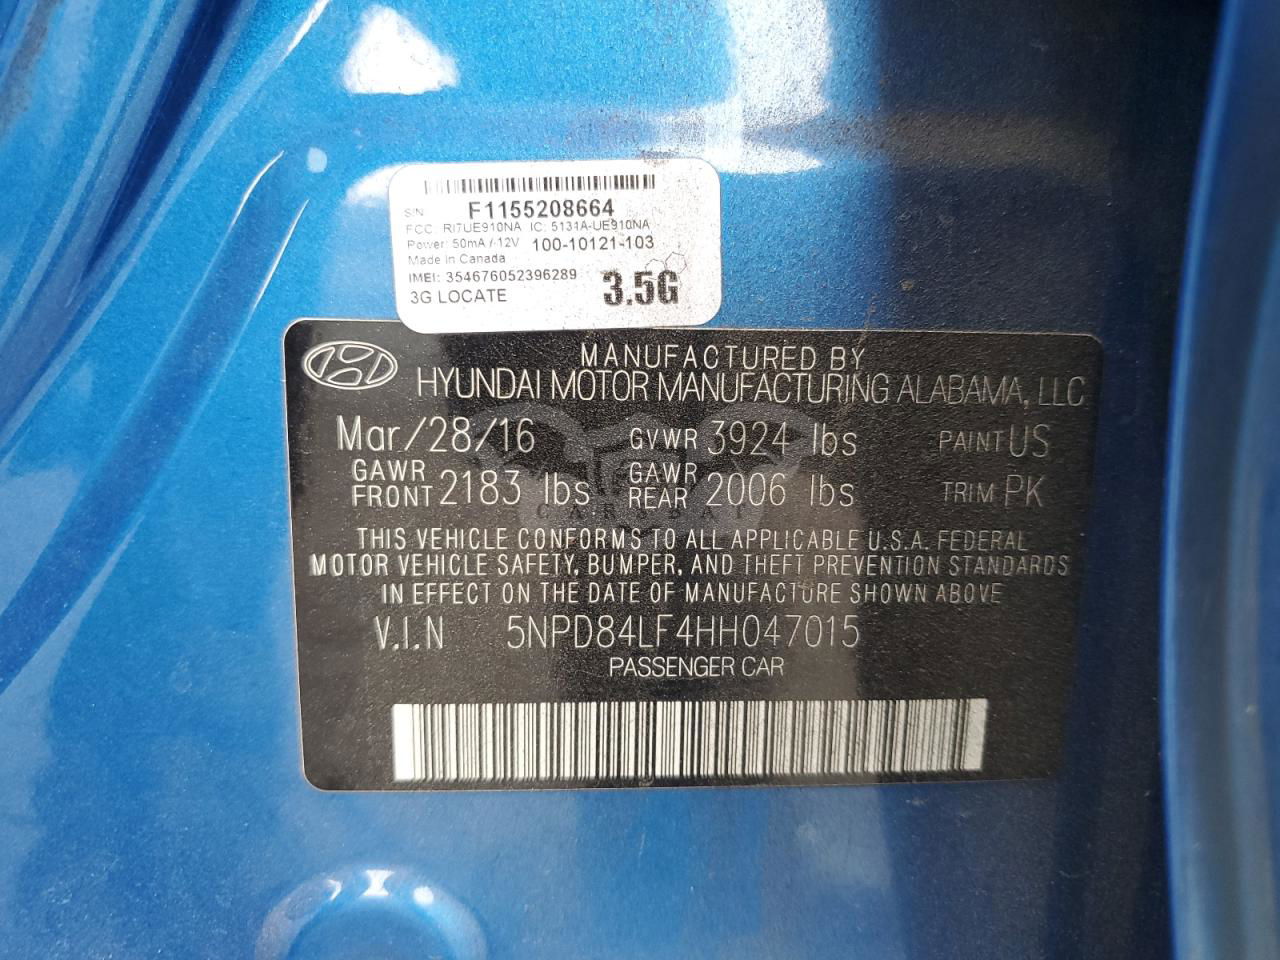 S/N F1155208664
FCC: RI7UE910NA IC: 5131A-UE910NA
Power: 50mA /-12V 100-10121-103
Made in Canada
IMEI: 354676052396289
3G LOCATE 3.5G
MANUFACTURED BY
HYUNDAI MOTOR MANUFACTURING ALABAMA, LLC
Mar/28/16 GVWR 3924 lbs PAINT US
GAWR FRONT 2183 lbs GAWR REAR 2006 lbs TRIM PK
THIS VEHICLE CONFORMS TO ALL APPLICABLE U.S.A. FEDERAL
MOTOR VEHICLE SAFETY, BUMPER, AND THEFT PREVENTION STANDARDS
IN EFFECT ON THE DATE OF MANUFACTURE SHOWN ABOVE
V.I.N 5NPD84LF4HH047015
PASSENGER CAR